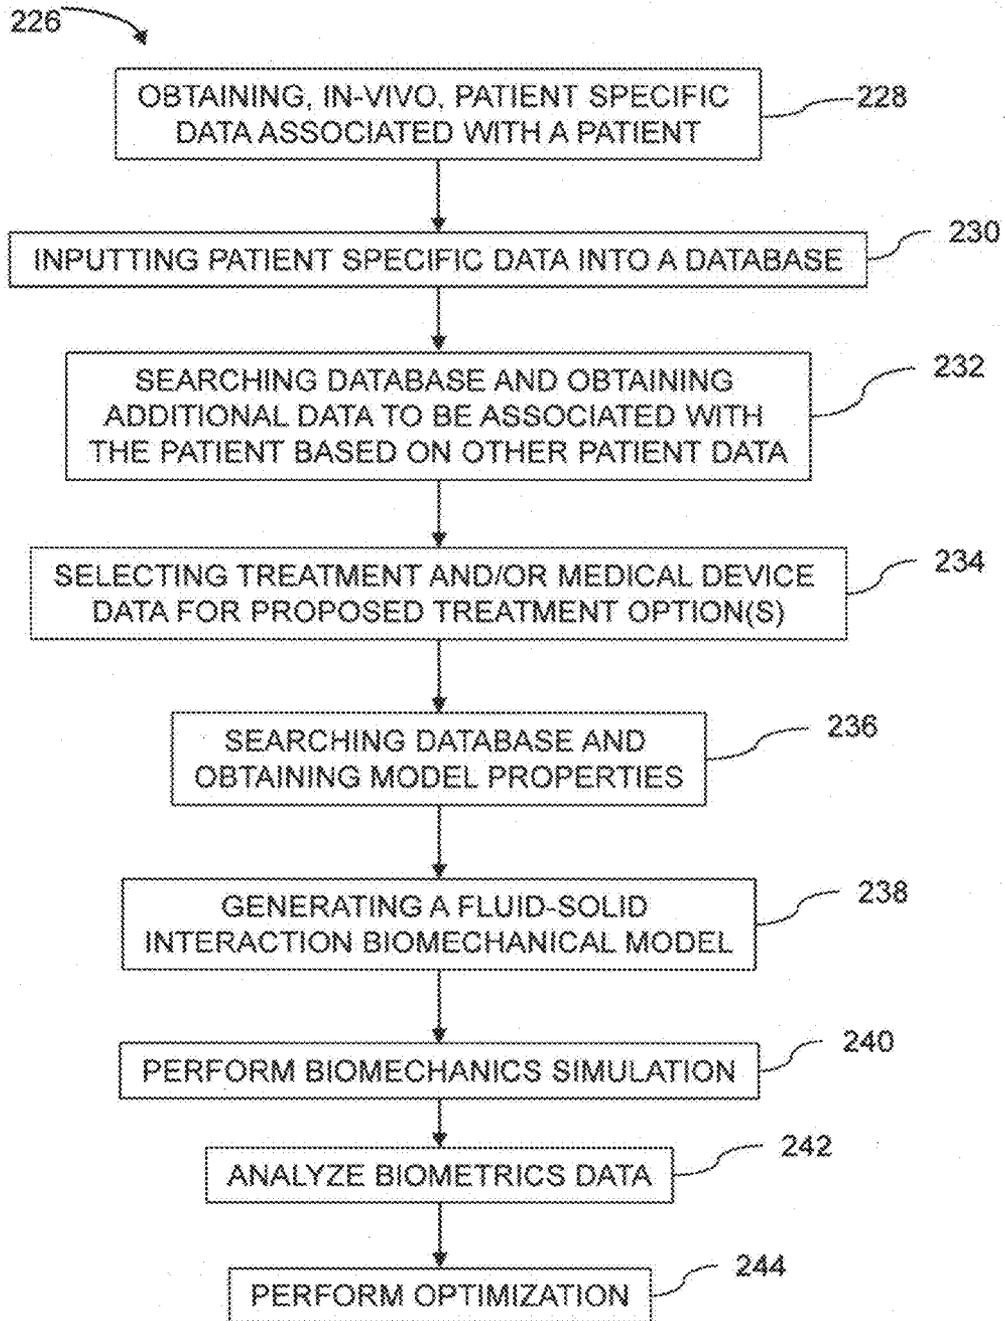 226
OBTAINING, IN-VIVO, PATIENT SPECIFIC
DATA ASSOCIATED WITH A PATIENT
228
INPUTTING PATIENT SPECIFIC DATA INTO A DATABASE
230
SEARCHING DATABASE AND OBTAINING
ADDITIONAL DATA TO BE ASSOCIATED WITH
THE PATIENT BASED ON OTHER PATIENT DATA
232
SELECTING TREATMENT AND/OR MEDICAL DEVICE
DATA FOR PROPOSED TREATMENT OPTION(S)
234
SEARCHING DATABASE AND
OBTAINING MODEL PROPERTIES
236
GENERATING A FLUID-SOLID
INTERACTION BIOMECHANICAL MODEL
238
PERFORM BIOMECHANICS SIMULATION
240
ANALYZE BIOMETRICS DATA
242
PERFORM OPTIMIZATION
244